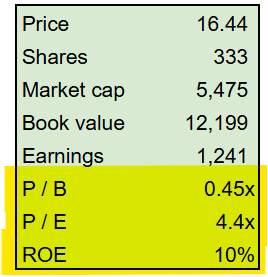 Price 16.44
Shares 333
Market cap 5,475
Book value 12,199
Earnings 1,241
P / B 0.45x
P / E 4.4x
ROE 10%